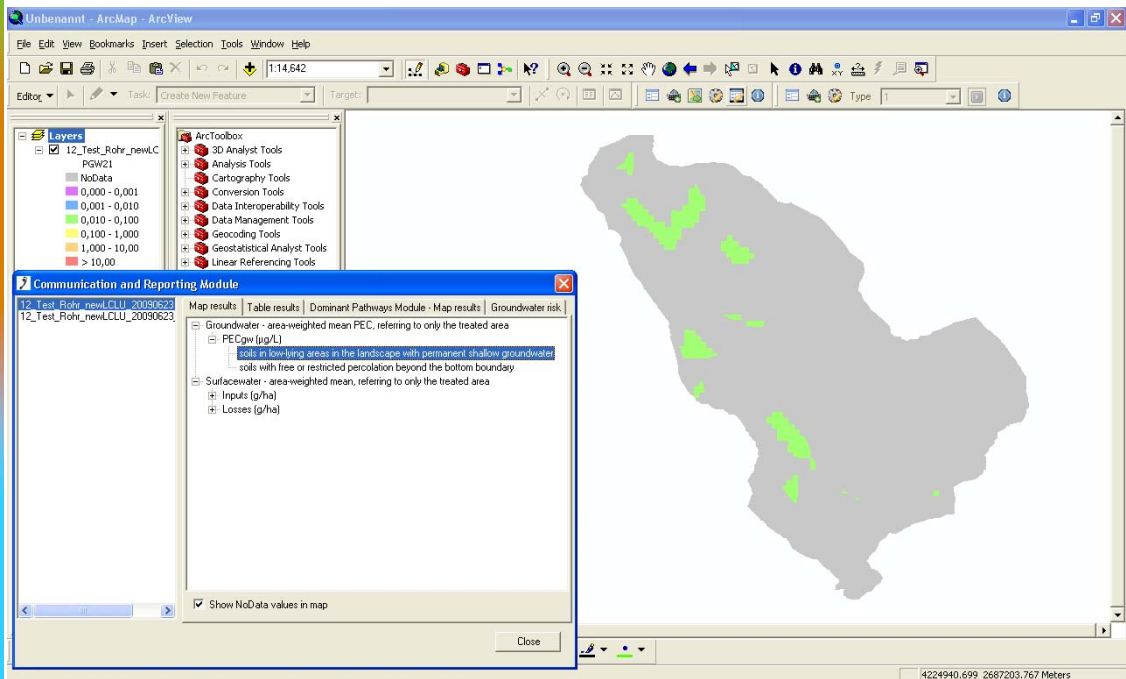 Unbenannt - ArcMap - ArcView
File Edit View Bookmarks Insert Selection Tools Window Help
1:14,642
Editor Task: Create New Feature Target: Type 1
Layers
12_Test_Rohr_newLC
PGW21
NoData
0,000 - 0,001
0,001 - 0,010
0,010 - 0,100
0,100 - 1,000
1,000 - 10,00
> 10,00
ArcToolbox
3D Analyst Tools
Analysis Tools
Cartography Tools
Conversion Tools
Data Interoperability Tools
Data Management Tools
Geocoding Tools
Geostatistical Analyst Tools
Linear Referencing Tools
Communication and Reporting Module
12_Test_Rohr_newLCLU_20090623
12_Test_Rohr_newLCLU_20090623_
Map results Table results Dominant Pathways Module - Map results Groundwater risk
Groundwater - area-weighted mean PEC, referring to only the treated area
PECgw (µg/L)
soils in low-lying areas in the landscape with permanent shallow groundwater
soils with free or restricted percolation beyond the bottom boundary
Surfacewater - area-weighted mean, referring to only the treated area
Inputs (g/ha)
Losses (g/ha)
Show NoData values in map
Close
4224940.699 2687203.767 Meters